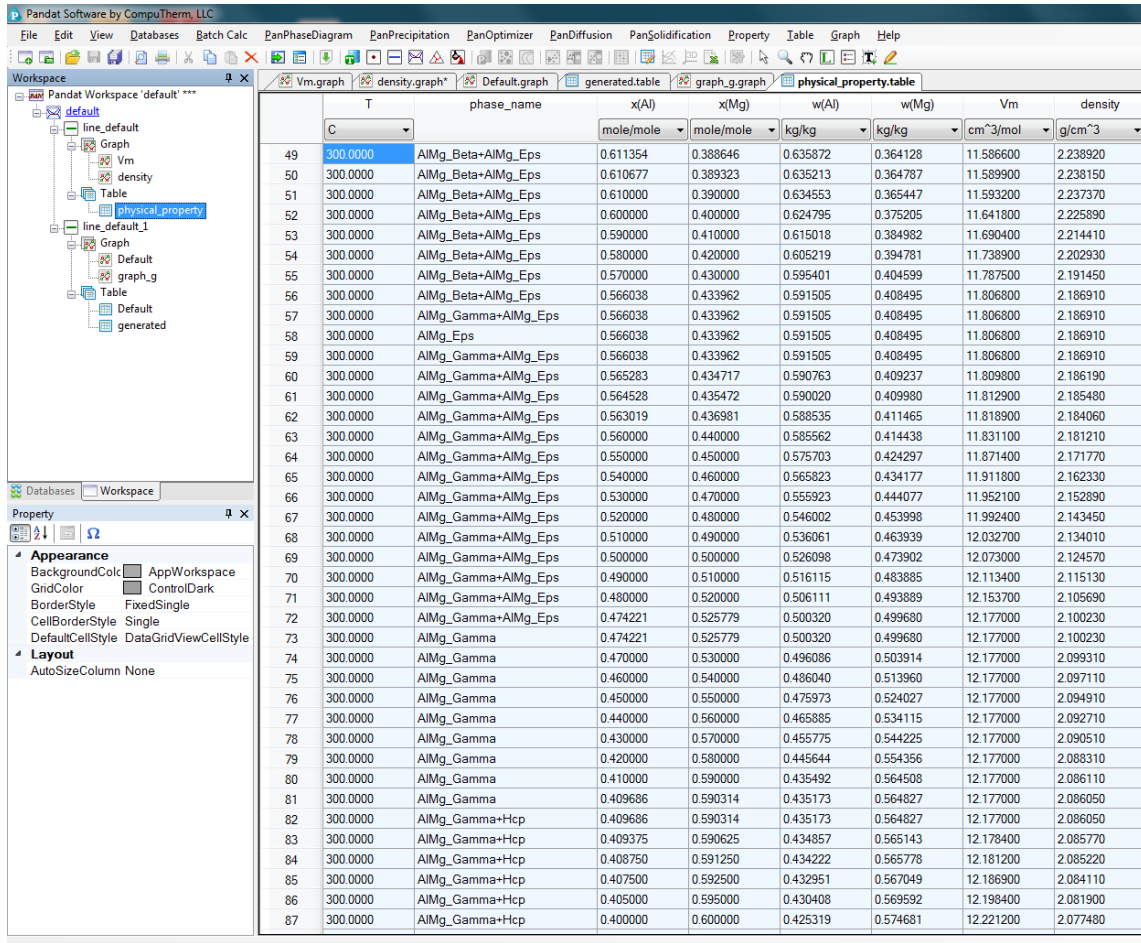 Pandat Software by CompuTherm, LLC
File Edit View Databases Batch Calc PanPhaseDiagram PanPrecipitation PanOptimizer PanDiffusion PanSolidification Property Table Graph Help
Workspace
Pandat Workspace 'default' ***
default
line_default
Graph
Vm
density
Table
physical_property
line_default_1
Graph
Default
graph_g
Table
Default
generated
Databases Workspace
Property
Appearance
BackgroundColc AppWorkspace
GridColor ControlDark
BorderStyle FixedSingle
CellBorderStyle Single
DefaultCellStyle DataGridViewCellStyle
Layout
AutoSizeColumn None
Vm.graph density.graph* Default.graph generated.table graph_g.graph physical_property.table
T phase_name x(Al) x(Mg) w(Al) w(Mg) Vm density
C mole/mole mole/mole kg/kg kg/kg cm^3/mol g/cm^3
49 300.0000 AlMg_Beta+AlMg_Eps 0.611354 0.388646 0.635872 0.364128 11.586600 2.238920
50 300.0000 AlMg_Beta+AlMg_Eps 0.610677 0.389323 0.635213 0.364787 11.589900 2.238150
51 300.0000 AlMg_Beta+AlMg_Eps 0.610000 0.390000 0.634553 0.365447 11.593200 2.237370
52 300.0000 AlMg_Beta+AlMg_Eps 0.600000 0.400000 0.624795 0.375205 11.641800 2.225890
53 300.0000 AlMg_Beta+AlMg_Eps 0.590000 0.410000 0.615018 0.384982 11.690400 2.214410
54 300.0000 AlMg_Beta+AlMg_Eps 0.580000 0.420000 0.605219 0.394781 11.738900 2.202930
55 300.0000 AlMg_Beta+AlMg_Eps 0.570000 0.430000 0.595401 0.404599 11.787500 2.191450
56 300.0000 AlMg_Beta+AlMg_Eps 0.566038 0.433962 0.591505 0.408495 11.806800 2.186910
57 300.0000 AlMg_Gamma+AlMg_Eps 0.566038 0.433962 0.591505 0.408495 11.806800 2.186910
58 300.0000 AlMg_Eps 0.566038 0.433962 0.591505 0.408495 11.806800 2.186910
59 300.0000 AlMg_Gamma+AlMg_Eps 0.566038 0.433962 0.591505 0.408495 11.806800 2.186910
60 300.0000 AlMg_Gamma+AlMg_Eps 0.565283 0.434717 0.590763 0.409237 11.809800 2.186190
61 300.0000 AlMg_Gamma+AlMg_Eps 0.564528 0.435472 0.590020 0.409980 11.812900 2.185480
62 300.0000 AlMg_Gamma+AlMg_Eps 0.563019 0.436981 0.588535 0.411465 11.818900 2.184060
63 300.0000 AlMg_Gamma+AlMg_Eps 0.560000 0.440000 0.585562 0.414438 11.831100 2.181210
64 300.0000 AlMg_Gamma+AlMg_Eps 0.550000 0.450000 0.575703 0.424297 11.871400 2.171770
65 300.0000 AlMg_Gamma+AlMg_Eps 0.540000 0.460000 0.565823 0.434177 11.911800 2.162330
66 300.0000 AlMg_Gamma+AlMg_Eps 0.530000 0.470000 0.555923 0.444077 11.952100 2.152890
67 300.0000 AlMg_Gamma+AlMg_Eps 0.520000 0.480000 0.546002 0.453998 11.992400 2.143450
68 300.0000 AlMg_Gamma+AlMg_Eps 0.510000 0.490000 0.536061 0.463939 12.032700 2.134010
69 300.0000 AlMg_Gamma+AlMg_Eps 0.500000 0.500000 0.526098 0.473902 12.073000 2.124570
70 300.0000 AlMg_Gamma+AlMg_Eps 0.490000 0.510000 0.516115 0.483885 12.113400 2.115130
71 300.0000 AlMg_Gamma+AlMg_Eps 0.480000 0.520000 0.506111 0.493889 12.153700 2.105690
72 300.0000 AlMg_Gamma+AlMg_Eps 0.474221 0.525779 0.500320 0.499680 12.177000 2.100230
73 300.0000 AlMg_Gamma 0.474221 0.525779 0.500320 0.499680 12.177000 2.100230
74 300.0000 AlMg_Gamma 0.470000 0.530000 0.496086 0.503914 12.177000 2.099310
75 300.0000 AlMg_Gamma 0.460000 0.540000 0.486040 0.513960 12.177000 2.097110
76 300.0000 AlMg_Gamma 0.450000 0.550000 0.475973 0.524027 12.177000 2.094910
77 300.0000 AlMg_Gamma 0.440000 0.560000 0.465885 0.534115 12.177000 2.092710
78 300.0000 AlMg_Gamma 0.430000 0.570000 0.455775 0.544225 12.177000 2.090510
79 300.0000 AlMg_Gamma 0.420000 0.580000 0.445644 0.554356 12.177000 2.088310
80 300.0000 AlMg_Gamma 0.410000 0.590000 0.435492 0.564508 12.177000 2.086110
81 300.0000 AlMg_Gamma 0.409686 0.590314 0.435173 0.564827 12.177000 2.086050
82 300.0000 AlMg_Gamma+Hcp 0.409686 0.590314 0.435173 0.564827 12.177000 2.086050
83 300.0000 AlMg_Gamma+Hcp 0.409375 0.590625 0.434857 0.565143 12.178400 2.085770
84 300.0000 AlMg_Gamma+Hcp 0.408750 0.591250 0.434222 0.565778 12.181200 2.085220
85 300.0000 AlMg_Gamma+Hcp 0.407500 0.592500 0.432951 0.567049 12.186900 2.084110
86 300.0000 AlMg_Gamma+Hcp 0.405000 0.595000 0.430408 0.569592 12.198400 2.081900
87 300.0000 AlMg_Gamma+Hcp 0.400000 0.600000 0.425319 0.574681 12.221200 2.077480